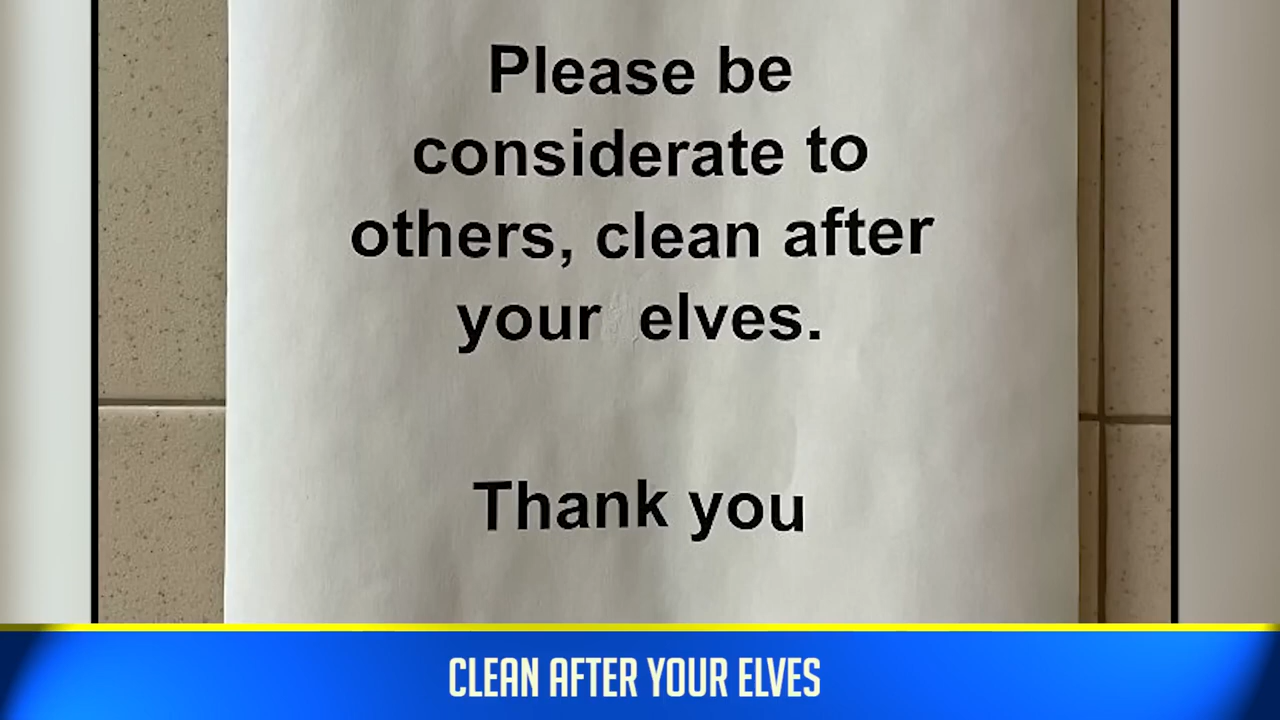 Please be
considerate to
others, clean after
your elves.
Thank you
CLEAN AFTER YOUR ELVES